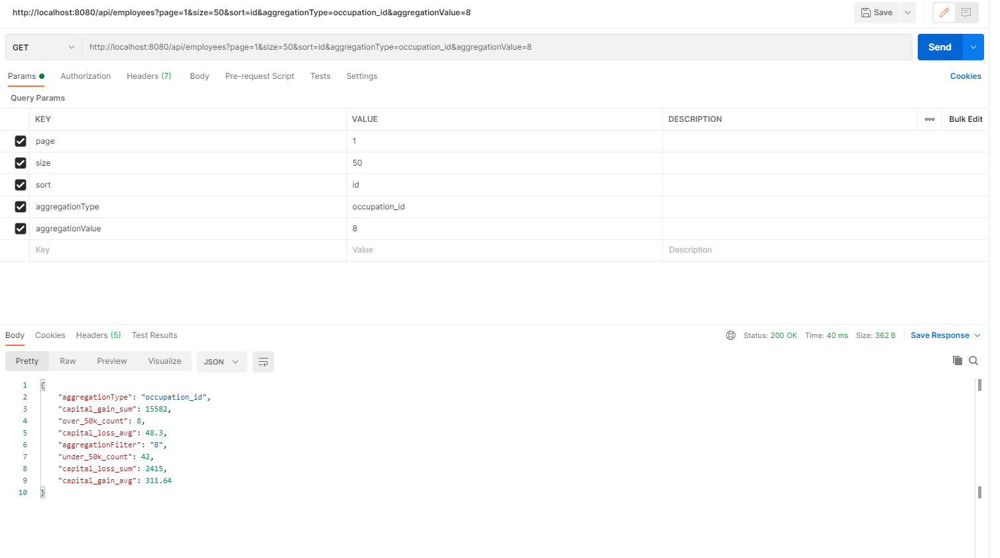 http://localhost:8080/api/employees?page=1&size=50&sort=id&aggregationType=occupation_id&aggregationValue=8
Save
GET http://localhost:8080/api/employees?page=1&size=50&sort=id&aggregationType=occupation_id&aggregationValue=8 Send
Params Authorization Headers (7) Body Pre-request Script Tests Settings Cookies
Query Params
KEY VALUE DESCRIPTION ooo Bulk Edit
page 1
size 50
sort id
aggregationType occupation_id
aggregationValue 8
Key Value Description
Body Cookies Headers (5) Test Results Status: 200 OK Time: 40 ms Size: 362 B Save Response
Pretty Raw Preview Visualize JSON
1 {
2 "aggregationType": "occupation_id",
3 "capital_gain_sum": 15582,
4 "over_50k_count": 8,
5 "capital_loss_avg": 48.3,
6 "aggregationFilter": "8",
7 "under_50k_count": 42,
8 "capital_loss_sum": 2415,
9 "capital_gain_avg": 311.64
10 }